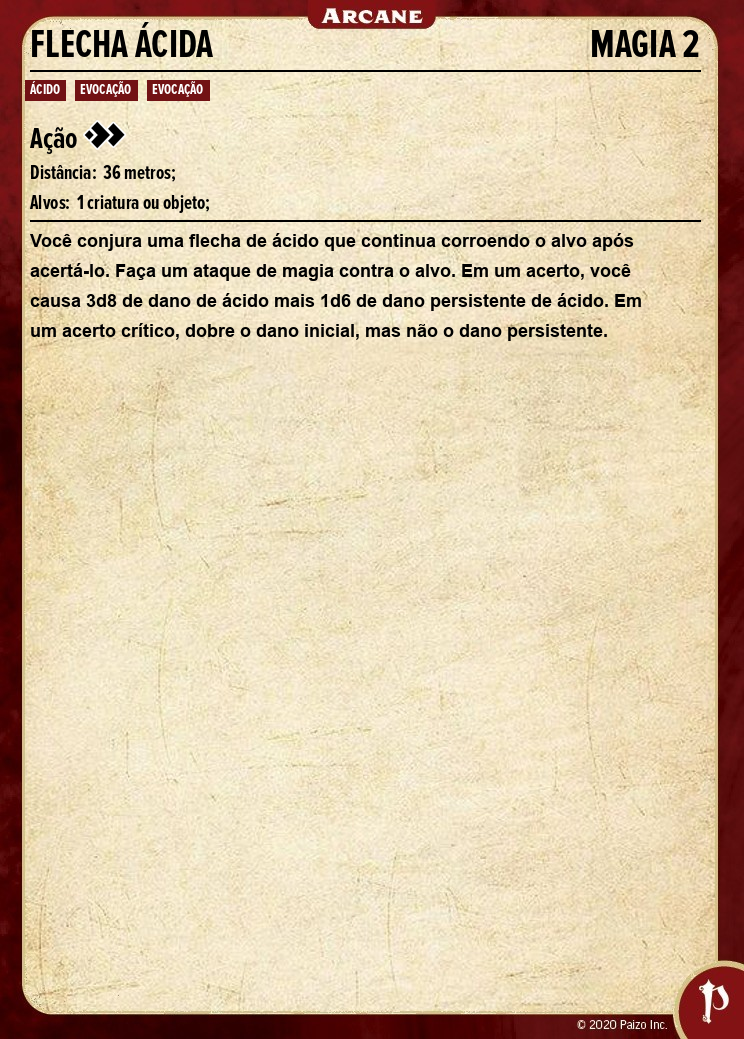 ARCANE
FLECHA ÁCIDA MAGIA 2
ÁCIDO EVOCAÇÃO EVOCAÇÃO
Ação
Distância: 36 metros;
Alvos: 1 criatura ou objeto;
Você conjura uma flecha de ácido que continua corroendo o alvo após
acertá-lo. Faça um ataque de magia contra o alvo. Em um acerto, você
causa 3d8 de dano de ácido mais 1d6 de dano persistente de ácido. Em
um acerto crítico, dobre o dano inicial, mas não o dano persistente.
© 2020 Paizo Inc.